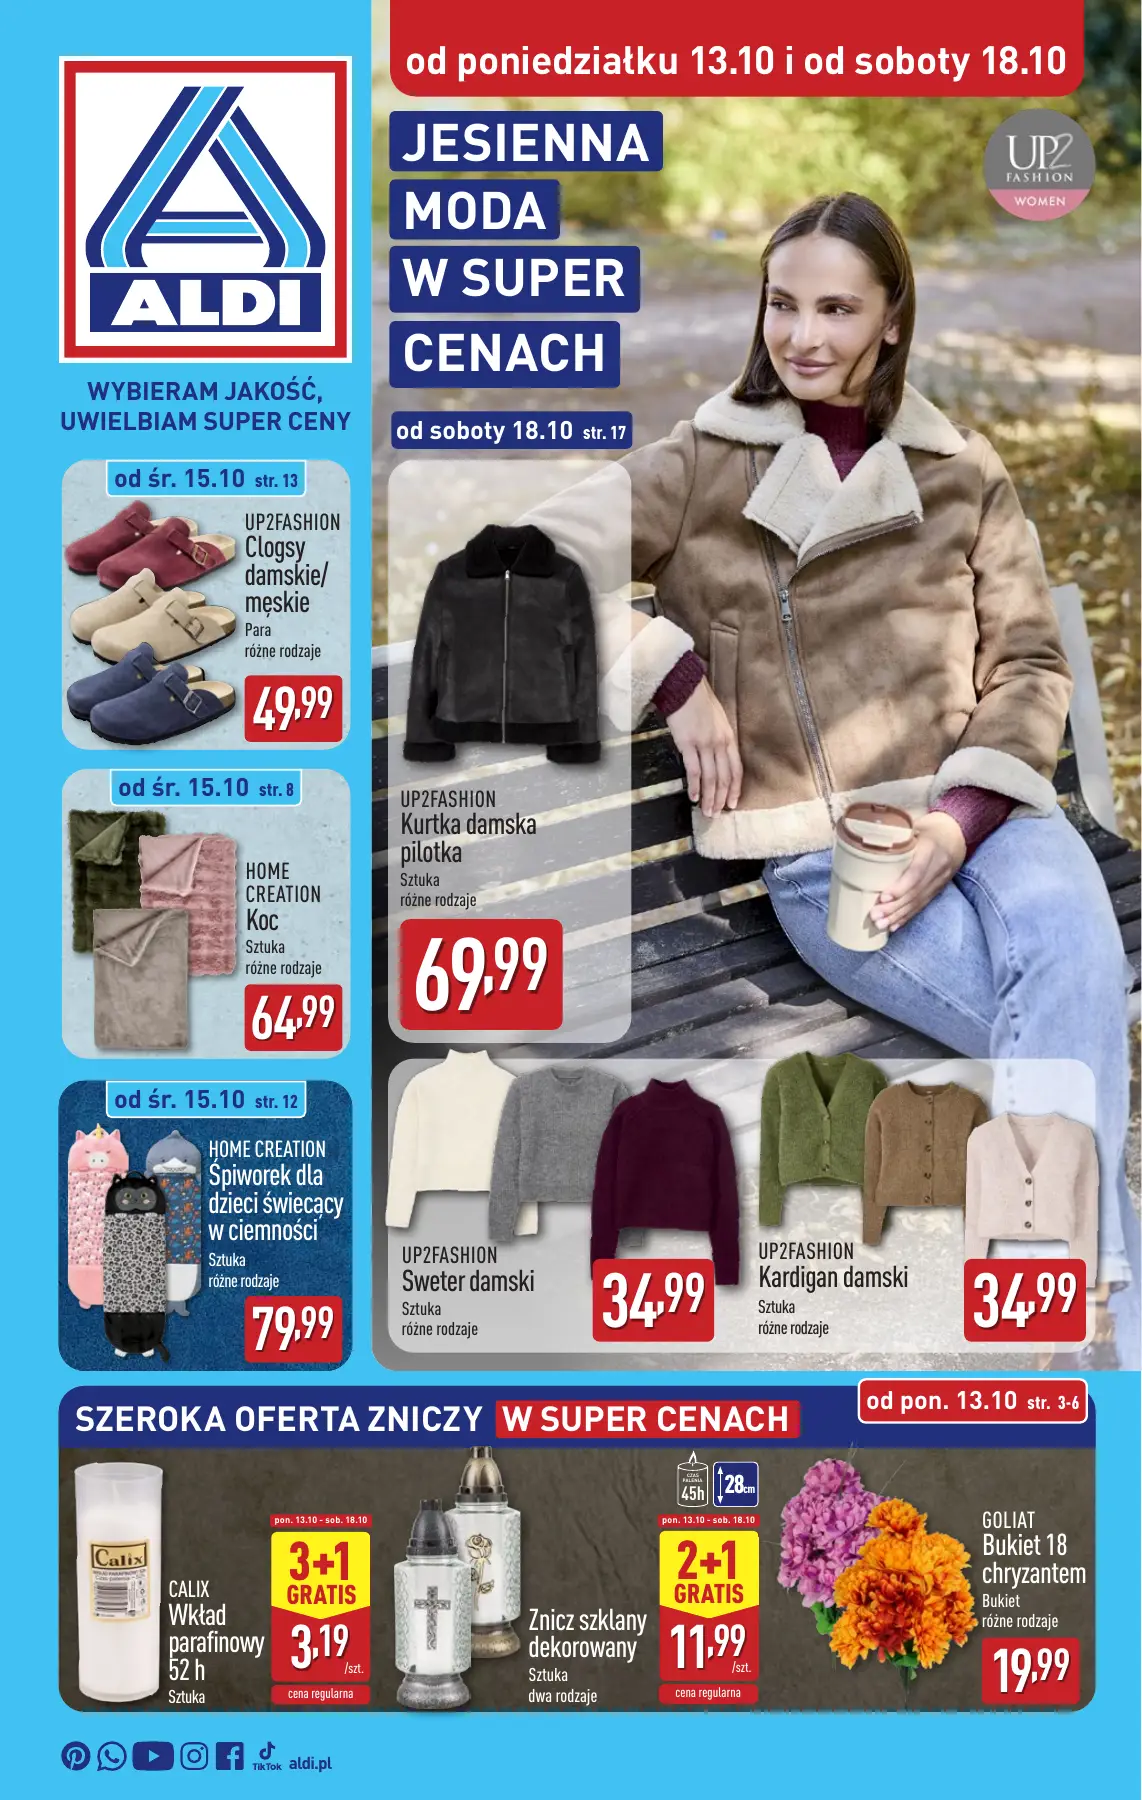 od poniedziałku 13.10 i od soboty 18.10
ALDI
WYBIERAM JAKOŚĆ,
UWIELBIAM SUPER CENY
JESIENNA
MODA
W SUPER
CENACH
UP2
FASHION
WOMEN
od soboty 18.10 str. 17
UP2FASHION
Kurtka damska
pilotka
Sztuka
różne rodzaje
69,99
od śr. 15.10 str. 13
UP2FASHION
Clogsy
damskie/
męskie
Para
różne rodzaje
49,99
od śr. 15.10 str. 8
HOME
CREATION
Koc
Sztuka
różne rodzaje
64,99
od śr. 15.10 str. 12
HOME CREATION
Śpiworek dla
dzieci świecący
w ciemności
Sztuka
różne rodzaje
79,99
UP2FASHION
Sweter damski
Sztuka
różne rodzaje
34,99
UP2FASHION
Kardigan damski
Sztuka
różne rodzaje
34,99
SZEROKA OFERTA ZNICZY W SUPER CENACH
od pon. 13.10 str. 3-6
Calix
CALIX
Wkład
parafinowy
52 h
Sztuka
pon. 13.10 - sob. 18.10
3+1
GRATIS
3,19
/szt.
cena regularna
Znicz szklany
dekorowany
Sztuka
dwa rodzaje
CZAS
PALENIA
45h
28cm
pon. 13.10 - sob. 18.10
2+1
GRATIS
11,99
/szt.
cena regularna
GOLIAT
Bukiet 18
chryzantem
Bukiet
różne rodzaje
19,99
TikTok
aldi.pl